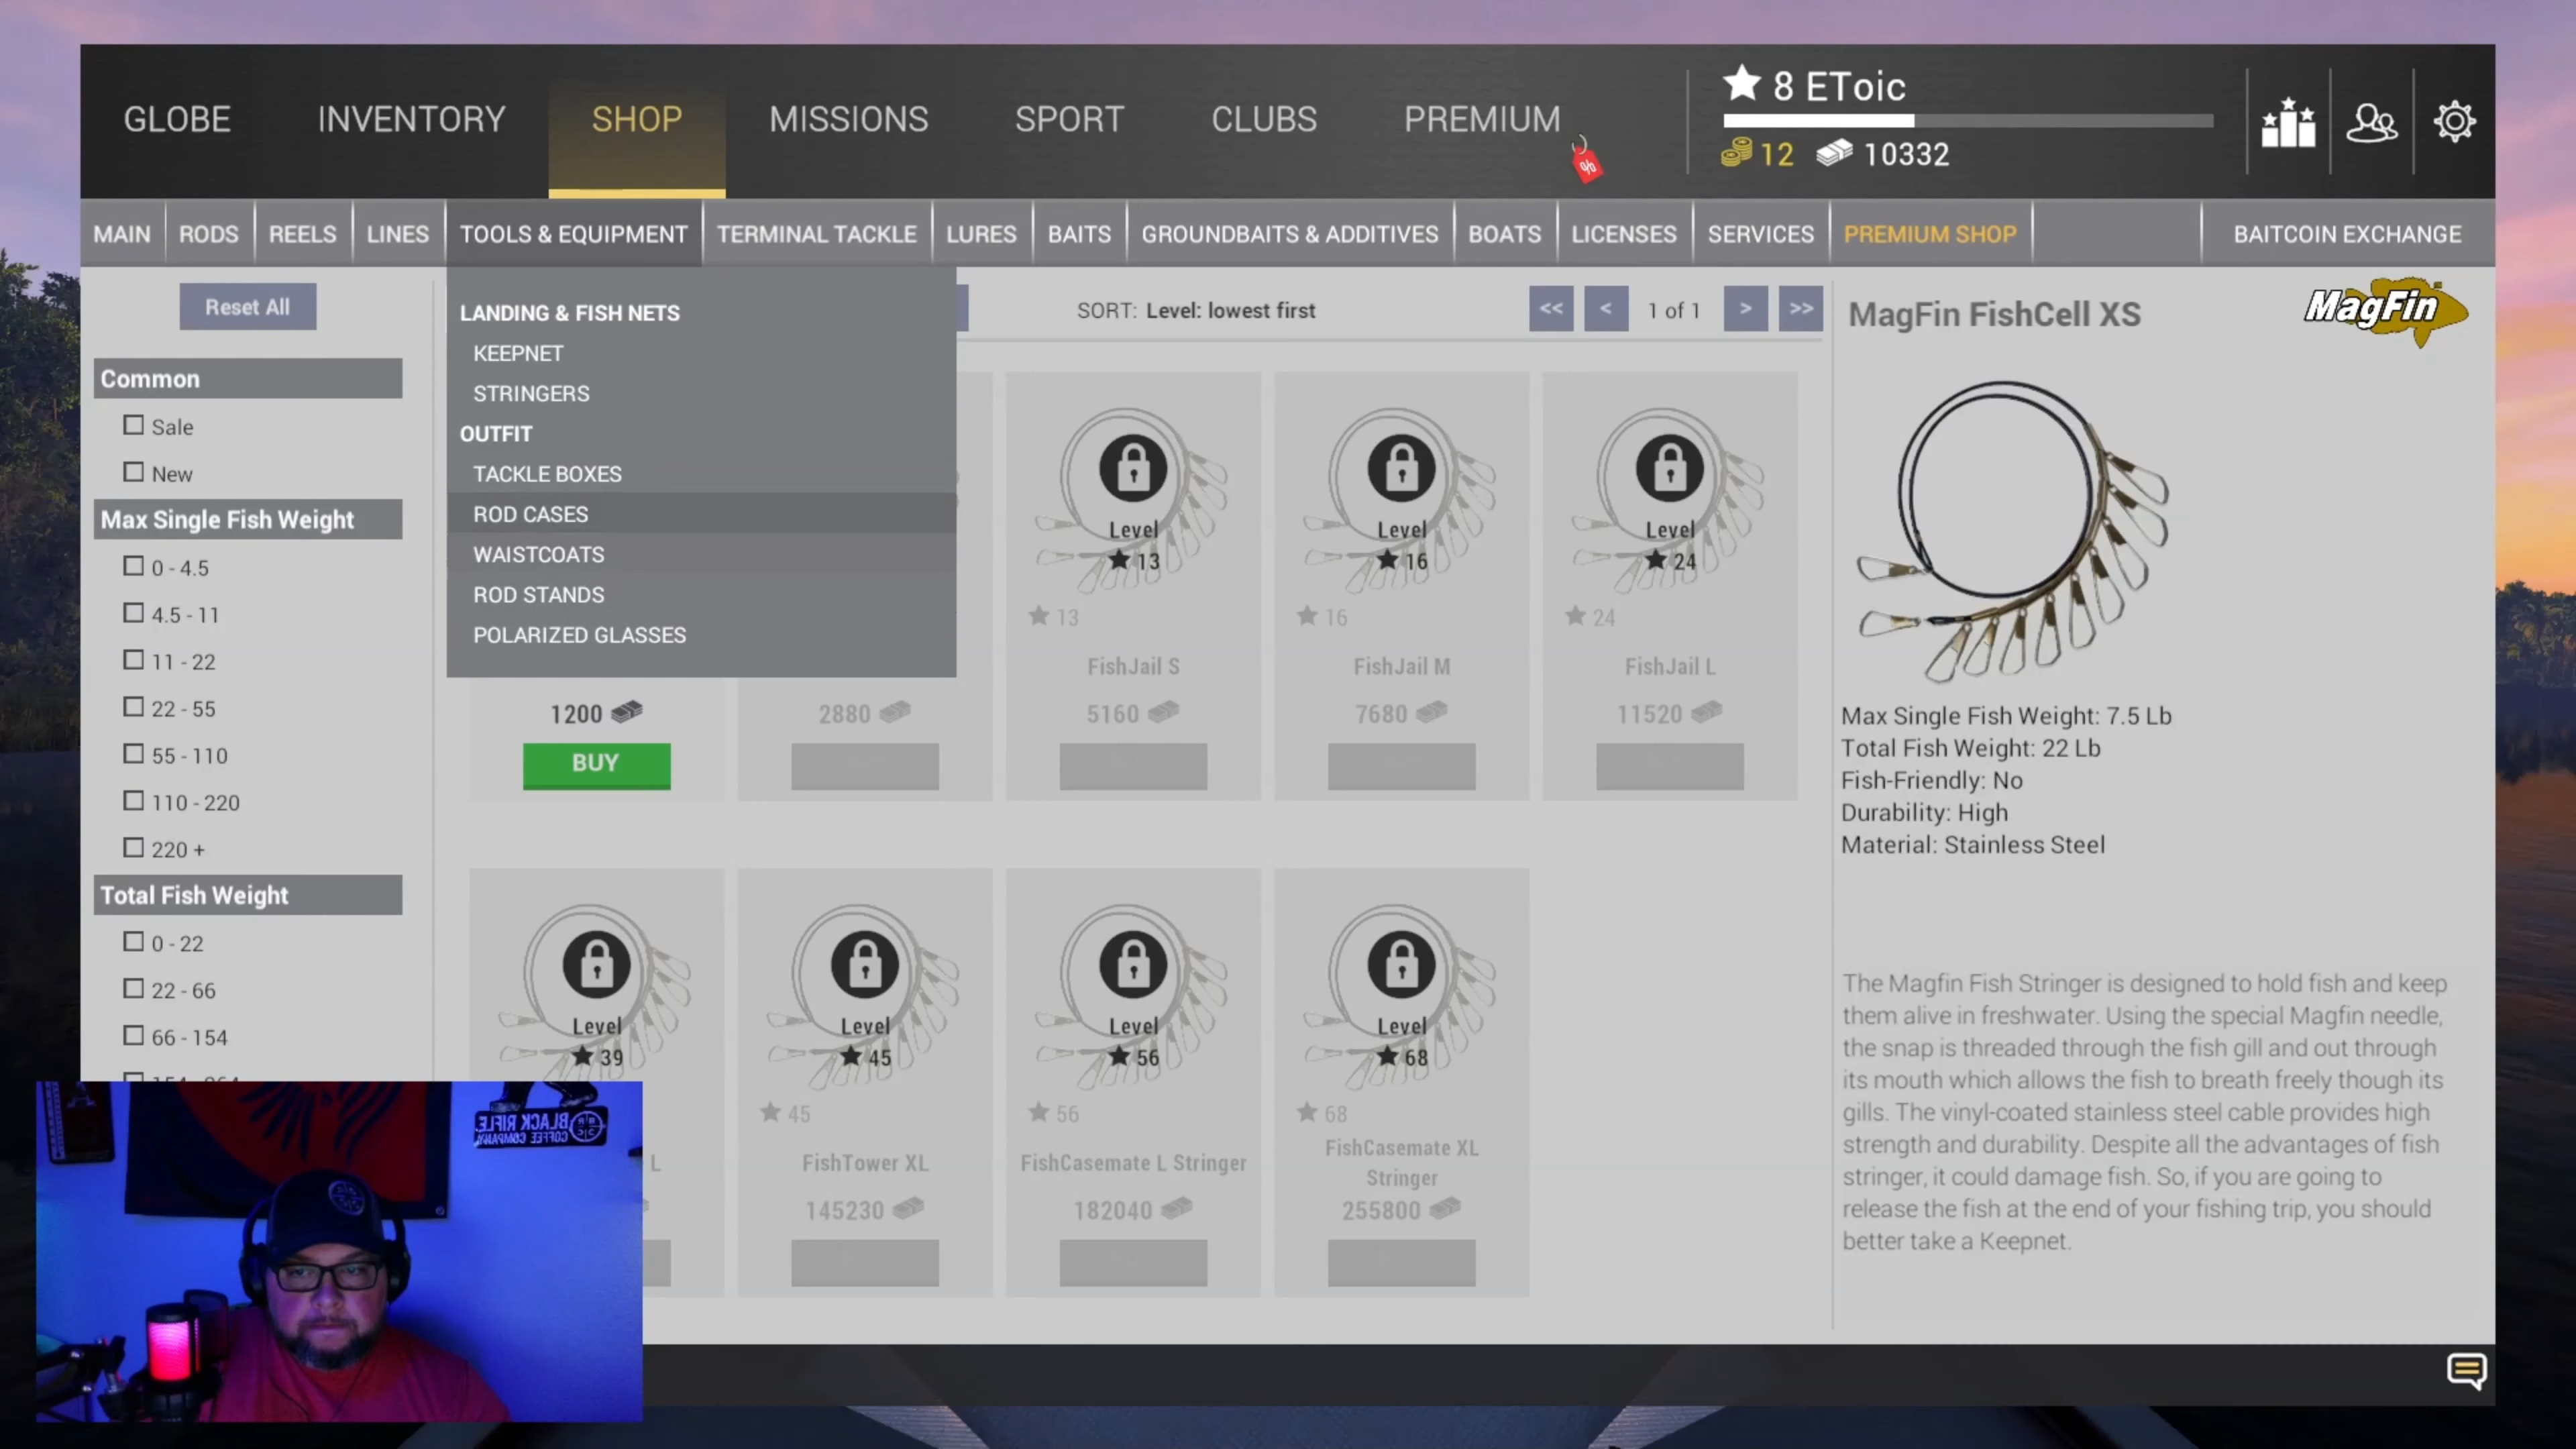 GLOBE
INVENTORY
SHOP
MISSIONS
SPORT
CLUBS
PREMIUM
%
8 EToic
12
10332
MAIN
RODS
REELS
LINES
TOOLS & EQUIPMENT
TERMINAL TACKLE
LURES
BAITS
GROUNDBAITS & ADDITIVES
BOATS
LICENSES
SERVICES
PREMIUM SHOP
BAITCOIN EXCHANGE
Reset All
Common
Sale
New
Max Single Fish Weight
0 - 4.5
4.5 - 11
11 - 22
22 - 55
55 - 110
110 - 220
220 +
Total Fish Weight
0 - 22
22 - 66
66 - 154
LANDING & FISH NETS
KEEPNET
STRINGERS
OUTFIT
TACKLE BOXES
ROD CASES
WAISTCOATS
ROD STANDS
POLARIZED GLASSES
SORT: Level: lowest first
<<
<
1 of 1
>
>>
1200
BUY
2880
Level
13
13
FishJail S
5160
Level
16
16
FishJail M
7680
Level
24
24
FishJail L
11520
Level
39
L
Level
45
45
FishTower XL
145230
Level
56
56
FishCasemate L Stringer
182040
Level
68
68
FishCasemate XL
Stringer
255800
MagFin FishCell XS
MagFin
Max Single Fish Weight: 7.5 Lb
Total Fish Weight: 22 Lb
Fish-Friendly: No
Durability: High
Material: Stainless Steel
The Magfin Fish Stringer is designed to hold fish and keep
them alive in freshwater. Using the special Magfin needle,
the snap is threaded through the fish gill and out through
its mouth which allows the fish to breath freely though its
gills. The vinyl-coated stainless steel cable provides high
strength and durability. Despite all the advantages of fish
stringer, it could damage fish. So, if you are going to
release the fish at the end of your fishing trip, you should
better take a Keepnet.
BLACK RIFLE
COFFEE COMPANY